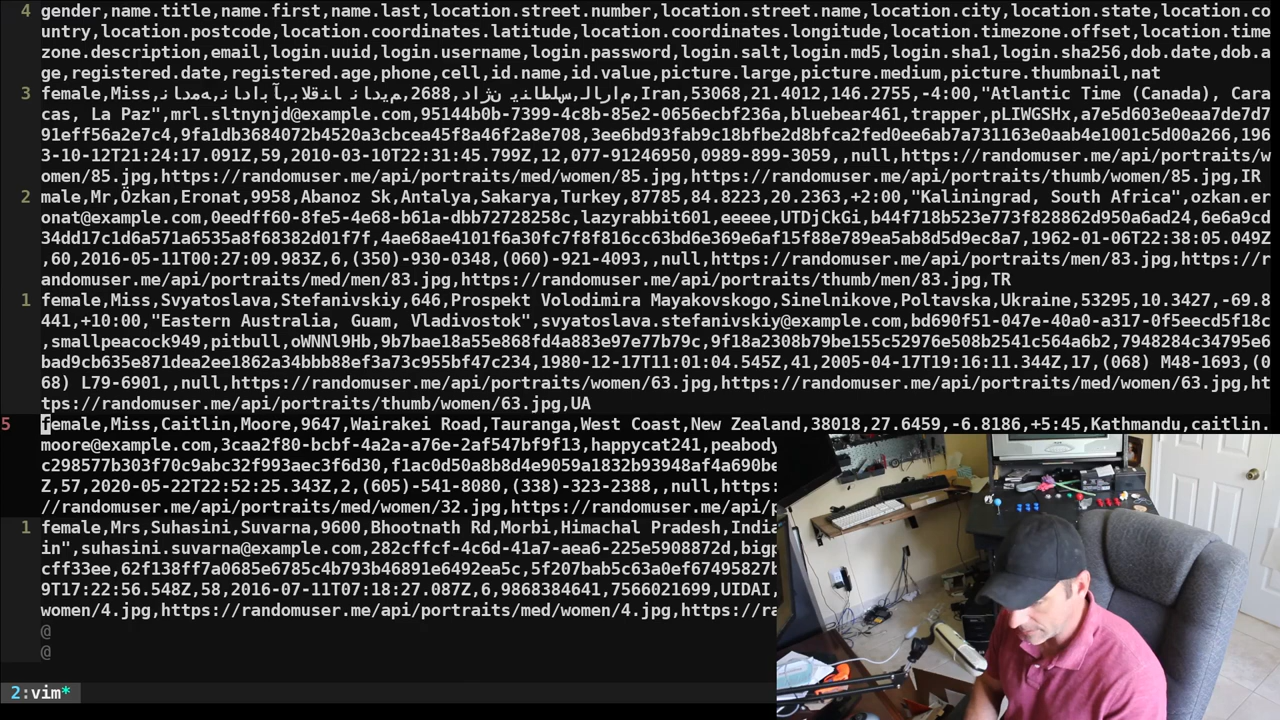 4 gender,name.title,name.first,name.last,location.street.number,location.street.name,location.city,location.state,location.co
untry,location.postcode,location.coordinates.latitude,location.coordinates.longitude,location.timezone.offset,location.time
zone.description,email,login.uuid,login.username,login.password,login.salt,login.md5,login.sha1,login.sha256,dob.date,dob.a
ge,registered.date,registered.age,phone,cell,id.name,id.value,picture.large,picture.medium,picture.thumbnail,nat
3 female,Miss,مارال,سلطانی نژاد,2688,میدان انقلاب,آبادان,همدان,Iran,53068,21.4012,146.2755,-4:00,"Atlantic Time (Canada), Cara
cas, La Paz",mrl.sltnynjd@example.com,95144b0b-7399-4c8b-85e2-0656ecbf236a,bluebear461,trapper,pLIWGSHx,a7e5d603e0eaa7de7d7
91eff56a2e7c4,9fa1db3684072b4520a3cbcea45f8a46f2a8e708,3ee6bd93fab9c18bfbe2d8bfca2fed0ee6ab7a731163e0aab4e1001c5d00a266,196
3-10-12T21:24:17.091Z,59,2010-03-10T22:31:45.799Z,12,077-91246950,0989-899-3059,,null,https://randomuser.me/api/portraits/w
omen/85.jpg,https://randomuser.me/api/portraits/med/women/85.jpg,https://randomuser.me/api/portraits/thumb/women/85.jpg,IR
2 male,Mr,Özkan,Eronat,9958,Abanoz Sk,Antalya,Sakarya,Turkey,87785,84.8223,20.2363,+2:00,"Kaliningrad, South Africa",ozkan.er
onat@example.com,0eedff60-8fe5-4e68-b61a-dbb72728258c,lazyrabbit601,eeeee,UTDjCkGi,b44f718b523e773f828862d950a6ad24,6e6a9cd
34dd17c1d6a571a6535a8f68382d01f7f,4ae68ae4101f6a30fc7f8f816cc63bd6e369e6af15f88e789ea5ab8d5d9ec8a7,1962-01-06T22:38:05.049Z
,60,2016-05-11T00:27:09.983Z,6,(350)-930-0348,(060)-921-4093,,null,https://randomuser.me/api/portraits/men/83.jpg,https://r
andomuser.me/api/portraits/med/men/83.jpg,https://randomuser.me/api/portraits/thumb/men/83.jpg,TR
1 female,Miss,Svyatoslava,Stefanivskiy,646,Prospekt Volodimira Mayakovskogo,Sinelnikove,Poltavska,Ukraine,53295,10.3427,-69.8
441,+10:00,"Eastern Australia, Guam, Vladivostok",svyatoslava.stefanivskiy@example.com,bd690f51-047e-40a0-a317-0f5eecd5f18c
,smallpeacock949,pitbull,oWNNl9Hb,9b7bae18a55e868fd4a883e97e77b79c,9f18a2308b79be155c52976e508b2541c564a6b2,7948284c34795e6
bad9cb635e871dea2ee1862a34bbb88ef3a73c955bf47c234,1980-12-17T11:01:04.545Z,41,2005-04-17T19:16:11.344Z,17,(068) M48-1693,(0
68) L79-6901,,null,https://randomuser.me/api/portraits/women/63.jpg,https://randomuser.me/api/portraits/med/women/63.jpg,ht
tps://randomuser.me/api/portraits/thumb/women/63.jpg,UA
5 female,Miss,Caitlin,Moore,9647,Wairakei Road,Tauranga,West Coast,New Zealand,38018,27.6459,-6.8186,+5:45,Kathmandu,caitlin.
moore@example.com,3caa2f80-bcbf-4a2a-a76e-2af547bf9f13,happycat241,peabody
c298577b303f70c9abc32f993aec3f6d30,f1ac0d50a8b8d4e9059a1832b93948af4a690be
Z,57,2020-05-22T22:52:25.343Z,2,(605)-541-8080,(338)-323-2388,,null,https:
//randomuser.me/api/portraits/med/women/32.jpg,https://randomuser.me/api/p
1 female,Mrs,Suhasini,Suvarna,9600,Bhootnath Rd,Morbi,Himachal Pradesh,India
in",suhasini.suvarna@example.com,282cffcf-4c6d-41a7-aea6-225e5908872d,bigp
cff33ee,62f138ff7a0685e6785c4b793b46891e6492ea5c,5f207bab5c63a0ef67495827b
9T17:22:56.548Z,58,2016-07-11T07:18:27.087Z,6,9868394641,7566021699,UIDAI,
women/4.jpg,https://randomuser.me/api/portraits/med/women/4.jpg,https://ra
@
@
2:vim*